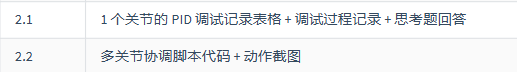 2.1 1 个关节的 PID 调试记录表格 + 调试过程记录 + 思考题回答
2.2 多关节协调脚本代码 + 动作截图